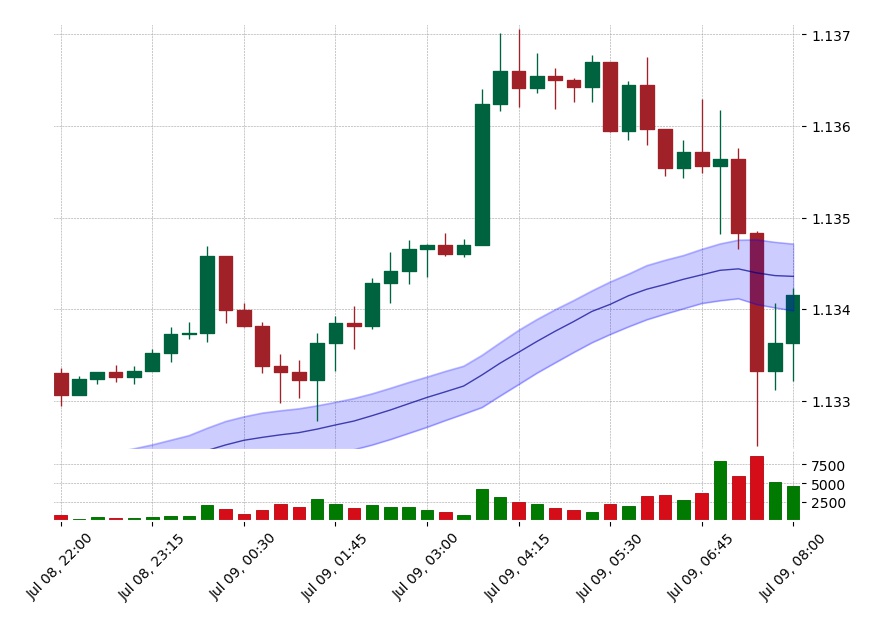 1.137
1.136
1.135
1.134
1.133
7500
5000
2500
Jul 08, 22:00
Jul 08, 23:15
Jul 09, 00:30
Jul 09, 01:45
Jul 09, 03:00
Jul 09, 04:15
Jul 09, 05:30
Jul 09, 06:45
Jul 09, 08:00